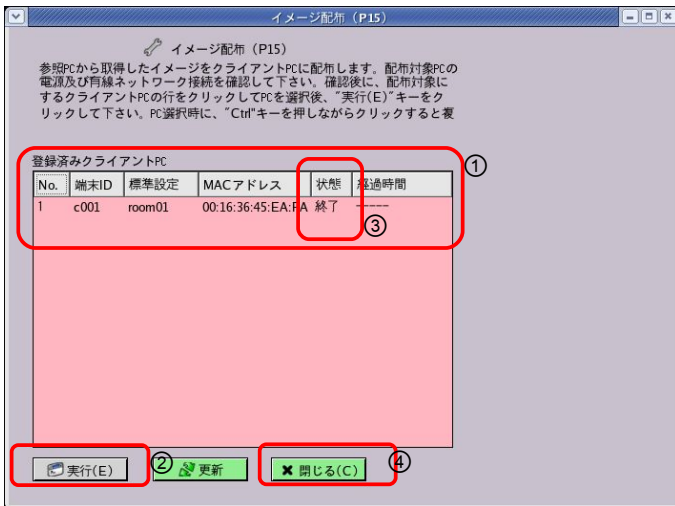 イメージ配布 (P15)
イメージ配布 (P15)
参照PCから取得したイメージをクライアントPCに配布します。配布対象PCの
電源及び有線ネットワーク接続を確認して下さい。確認後に、配布対象に
するクライアントPCの行をクリックしてPCを選択後、"実行(E)"キーをク
リックして下さい。PC選択時に、"Ctrl"キーを押しながらクリックすると複
登録済みクライアントPC ①
No. 端末ID 標準設定 MACアドレス 状態 経過時間
1 c001 room01 00:16:36:45:EA:FA 終了 -----
③
実行(E) ② 更新 閉じる(C) ④